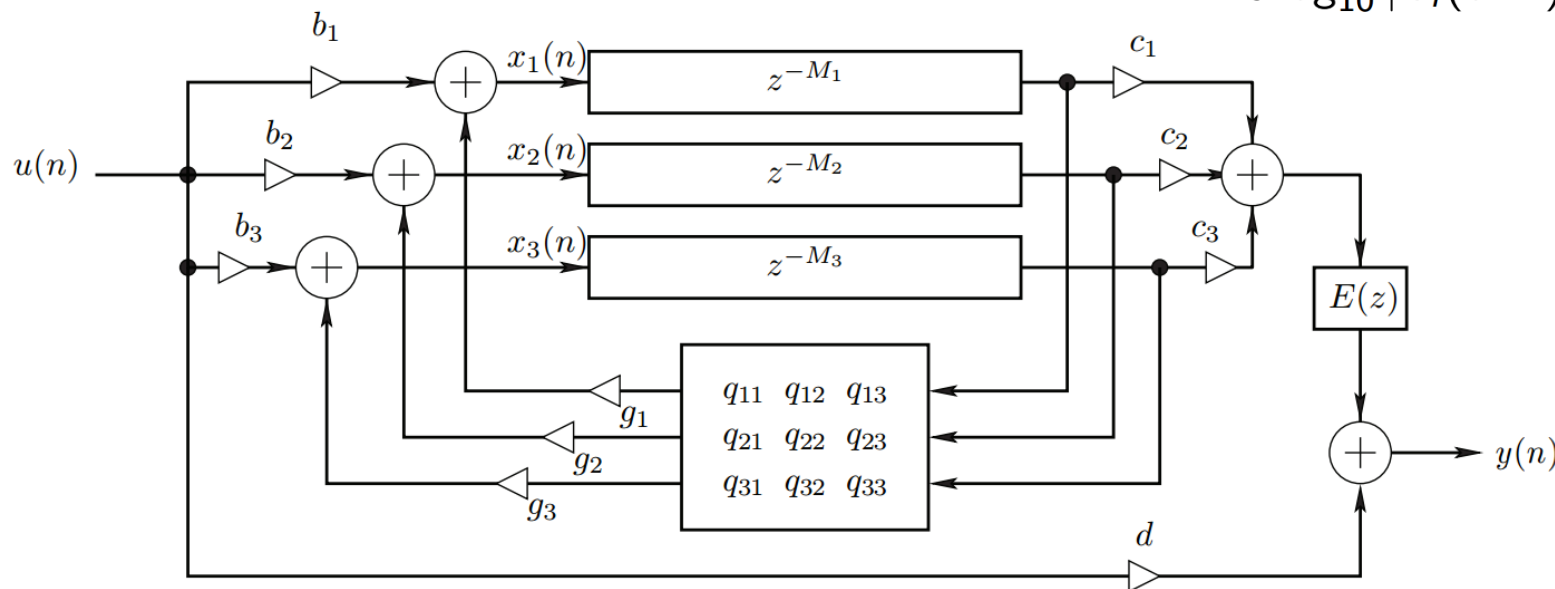 b₁
c₁
x₁(n)
z^{-M₁}
b₂
c₂
u(n)
x₂(n)
z^{-M₂}
b₃
c₃
x₃(n)
z^{-M₃}
E(z)
q₁₁ q₁₂ q₁₃
g₁
q₂₁ q₂₂ q₂₃
g₂
y(n)
q₃₁ q₃₂ q₃₃
g₃
d